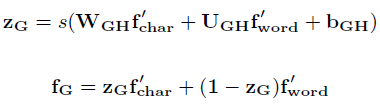 z_G = s(W_GH f′_char + U_GH f′_word + b_GH)
f_G = z_G f′_char + (1 − z_G) f′_word